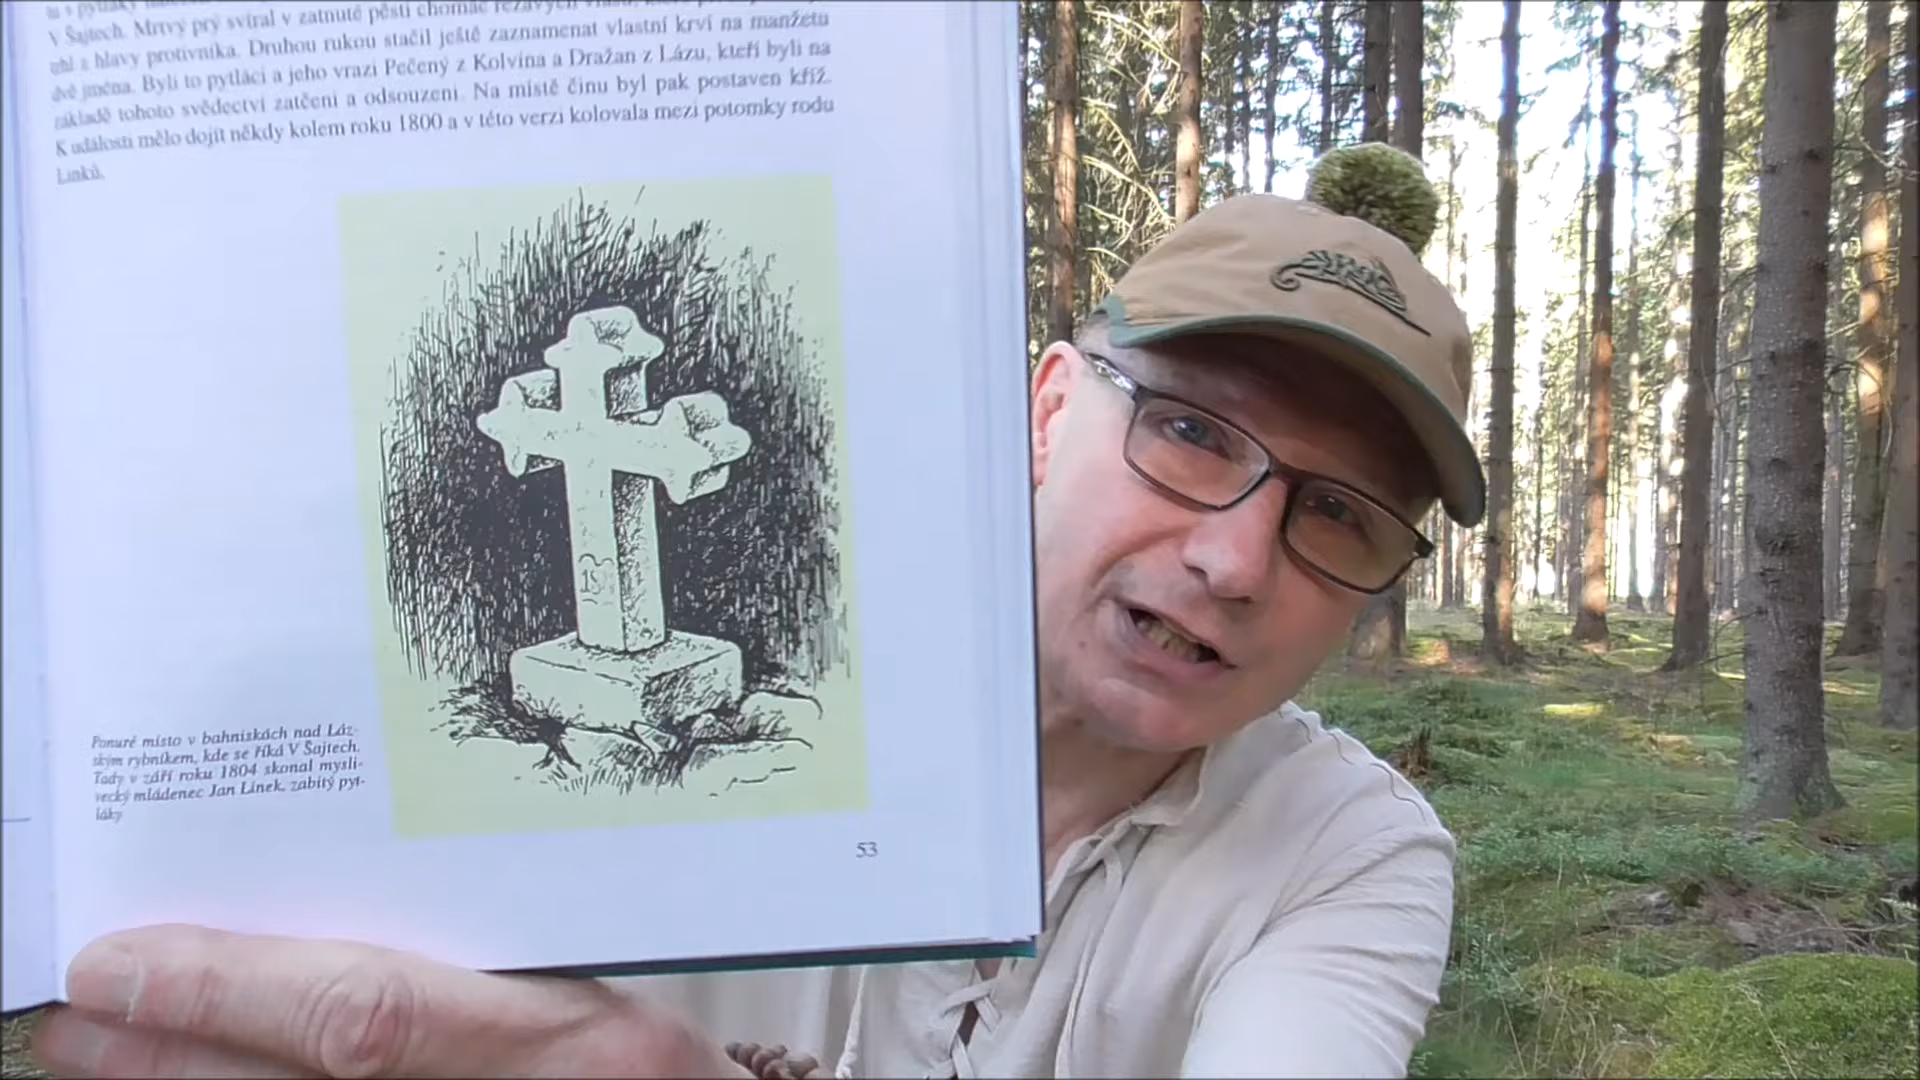 V Šajtech. Mrtvý prý svíral v zatnuté pěsti chomáč rezavých vlasů,
z hlavy protivníka. Druhou rukou stačil ještě zaznamenat vlastní krví na manžetu
dvě jména. Byli to pytláci a jeho vrazi Pečený z Kolvína a Dražan z Lázu, kteří byli na
základě tohoto svědectví zatčeni a odsouzeni. Na místě činu byl pak postaven kříž.
K události mělo dojít někdy kolem roku 1800 a v této verzi kolovala mezi potomky rodu
Linků.
Ponuré místo v bahniskách nad Láz-
ským rybníkem, kde se říká V Šajtech.
Tady v září roku 1804 skonal mysli-
vecký mládenec Jan Linek, zabitý pyt-
láky
53